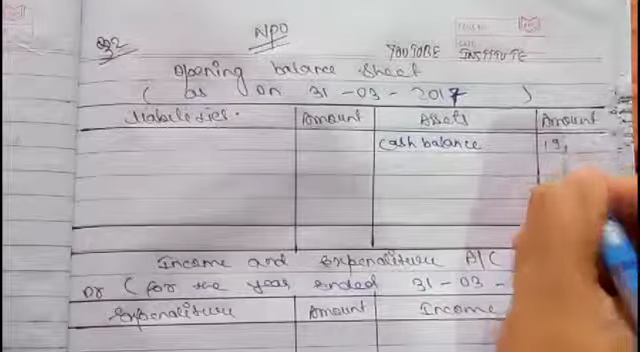 Q2 NPO
YOUTUBE INSTITUTE
Opening balance sheet
( as on 31-03-2017 )
Liabilities. Amount Assets Amount
Cash balance 19,
Income and Expenditure A/C
Dr ( for the year ended 31-03-
Expenditure Amount Income